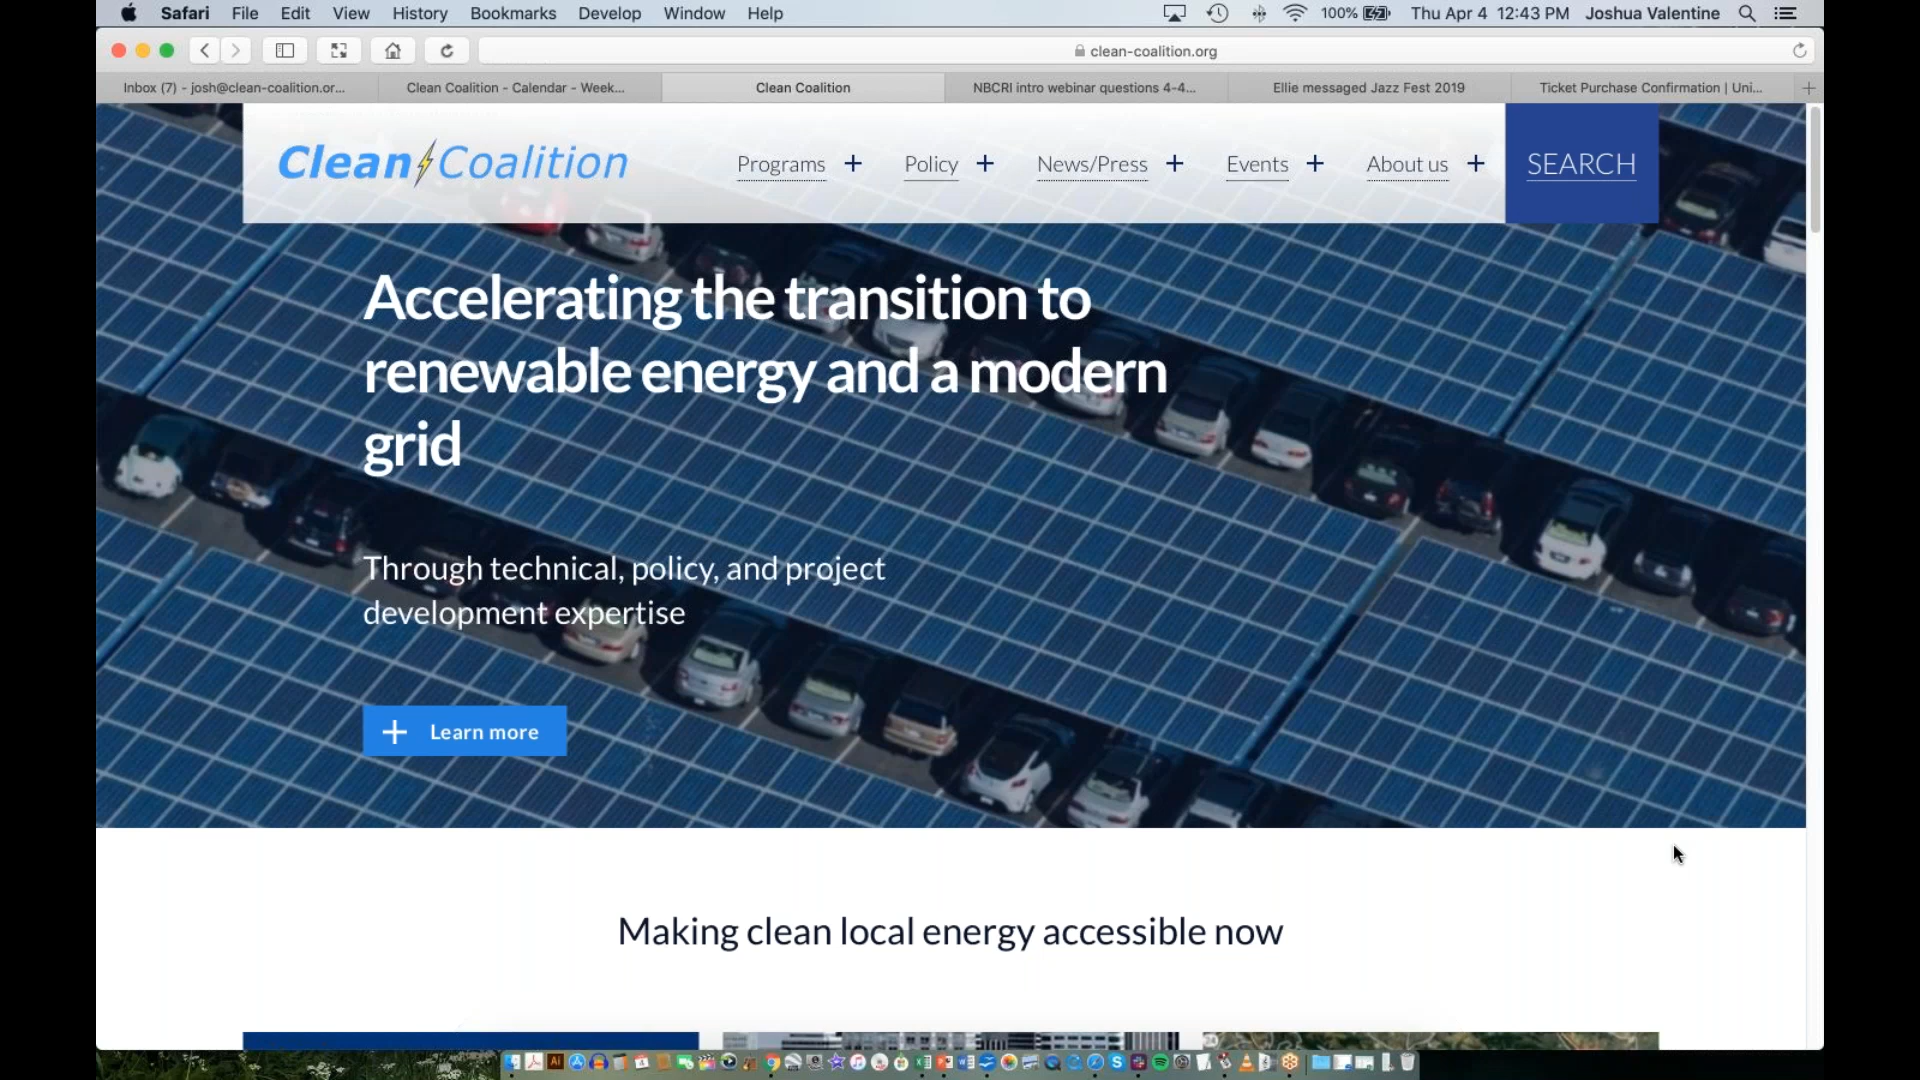 Safari File Edit View History Bookmarks Develop Window Help 100% Thu Apr 4 12:43 PM Joshua Valentine
clean-coalition.org
Inbox (7) - josh@clean-coalition.or... Clean Coalition - Calendar - Week... Clean Coalition NBCRI intro webinar questions 4-4... Ellie messaged Jazz Fest 2019 Ticket Purchase Confirmation | Uni...
Clean Coalition Programs + Policy + News/Press + Events + About us + SEARCH
Accelerating the transition to
renewable energy and a modern
grid
Through technical, policy, and project
development expertise
+ Learn more
Making clean local energy accessible now